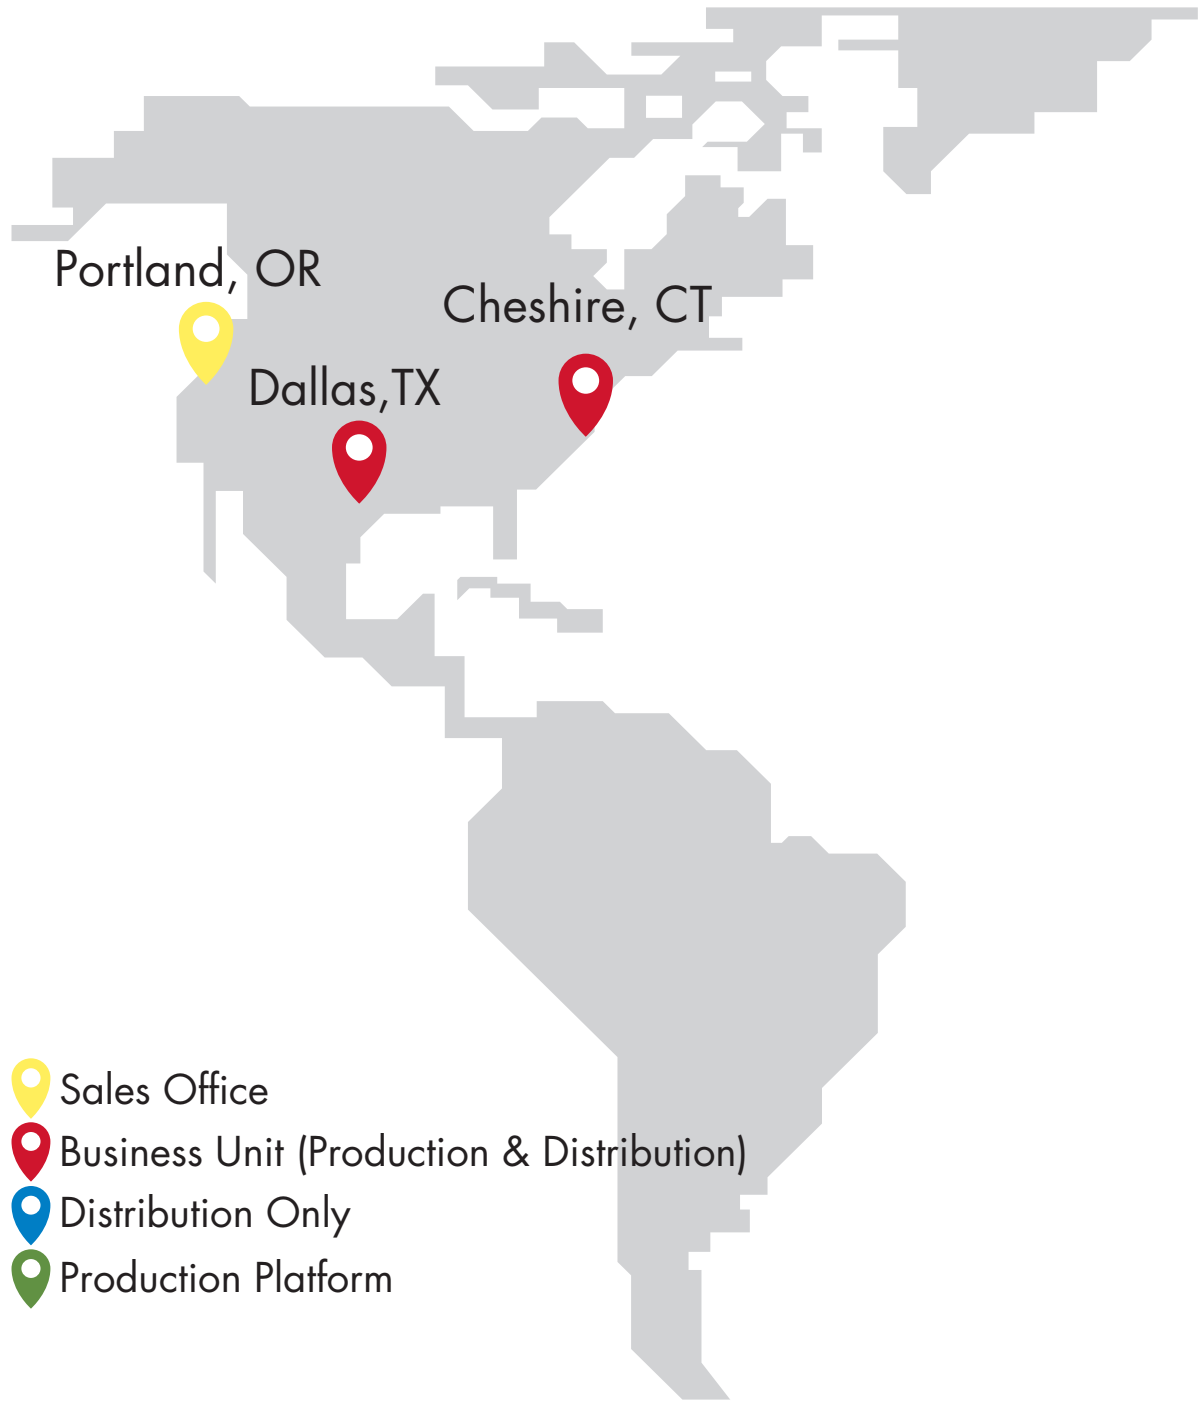 Portland, OR
Cheshire, CT
Dallas,TX
Sales Office
Business Unit (Production & Distribution)
Distribution Only
Production Platform